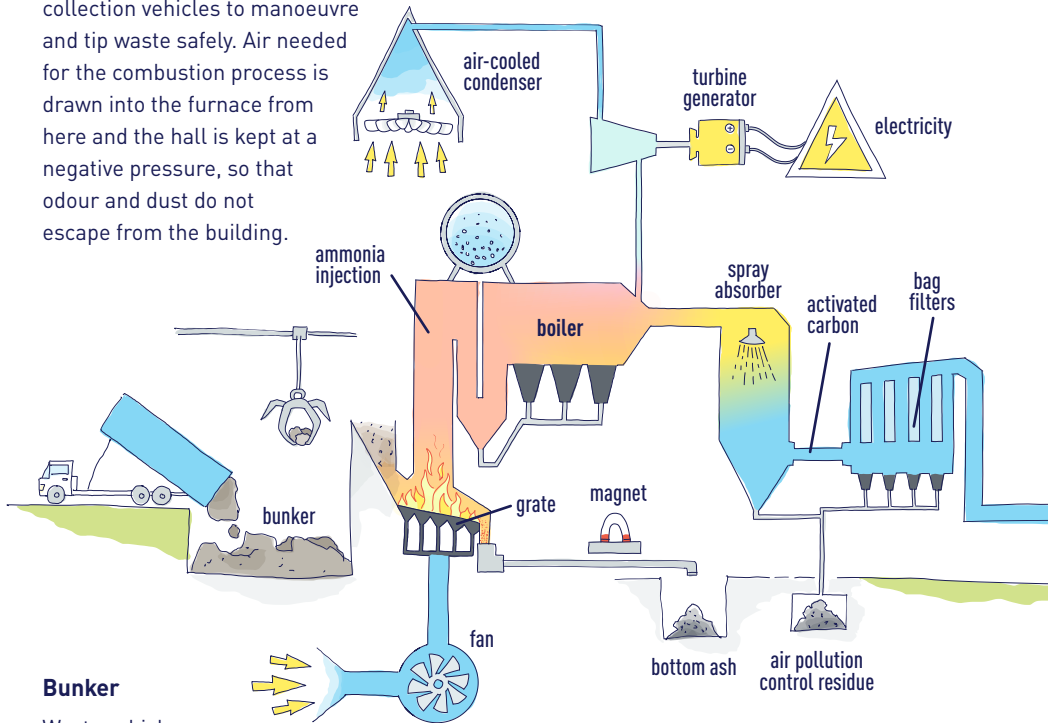 collection vehicles to manoeuvre
and tip waste safely. Air needed
for the combustion process is
drawn into the furnace from
here and the hall is kept at a
negative pressure, so that
odour and dust do not
escape from the building.
air-cooled
condenser
turbine
generator
electricity
ammonia
injection
boiler
spray
absorber
activated
carbon
bag
filters
bunker
grate
magnet
fan
bottom ash
air pollution
control residue
Bunker